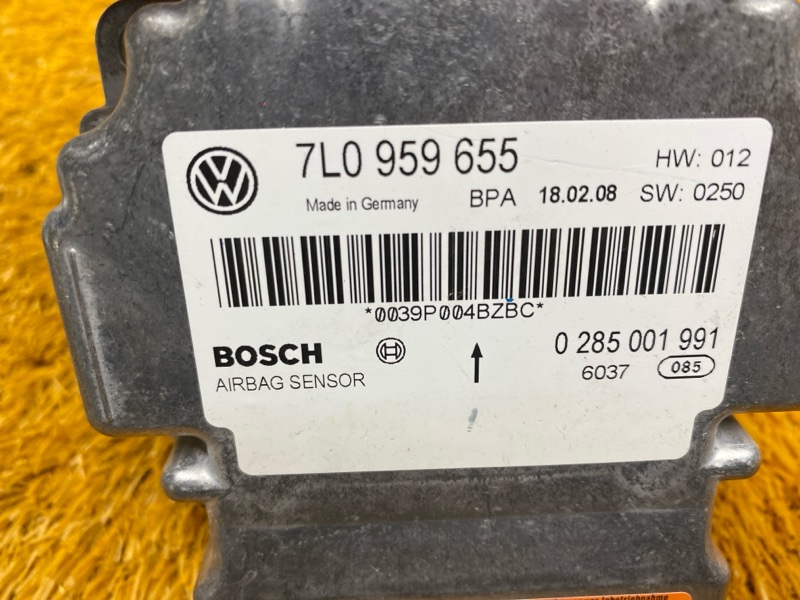 7L0 959 655 HW: 012
Made in Germany BPA 18.02.08 SW: 0250
*0039P004BZBC*
BOSCH 0 285 001 991
AIRBAG SENSOR 6037 085